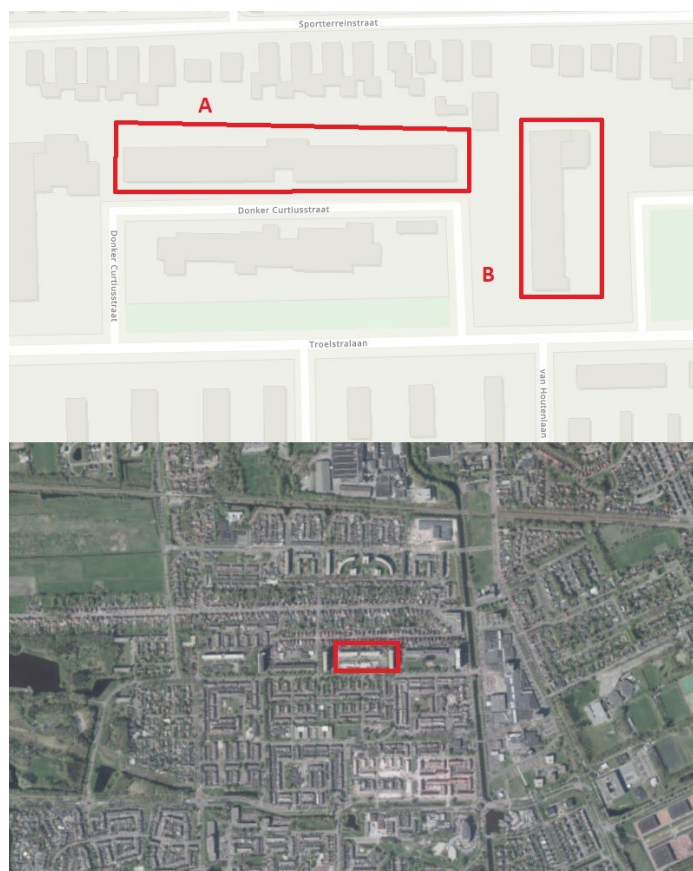 Sportterreinstraat
A
Donker Curtiusstraat
Donker Curtiusstraat
B
Troelstralaan
van Houtenlaan